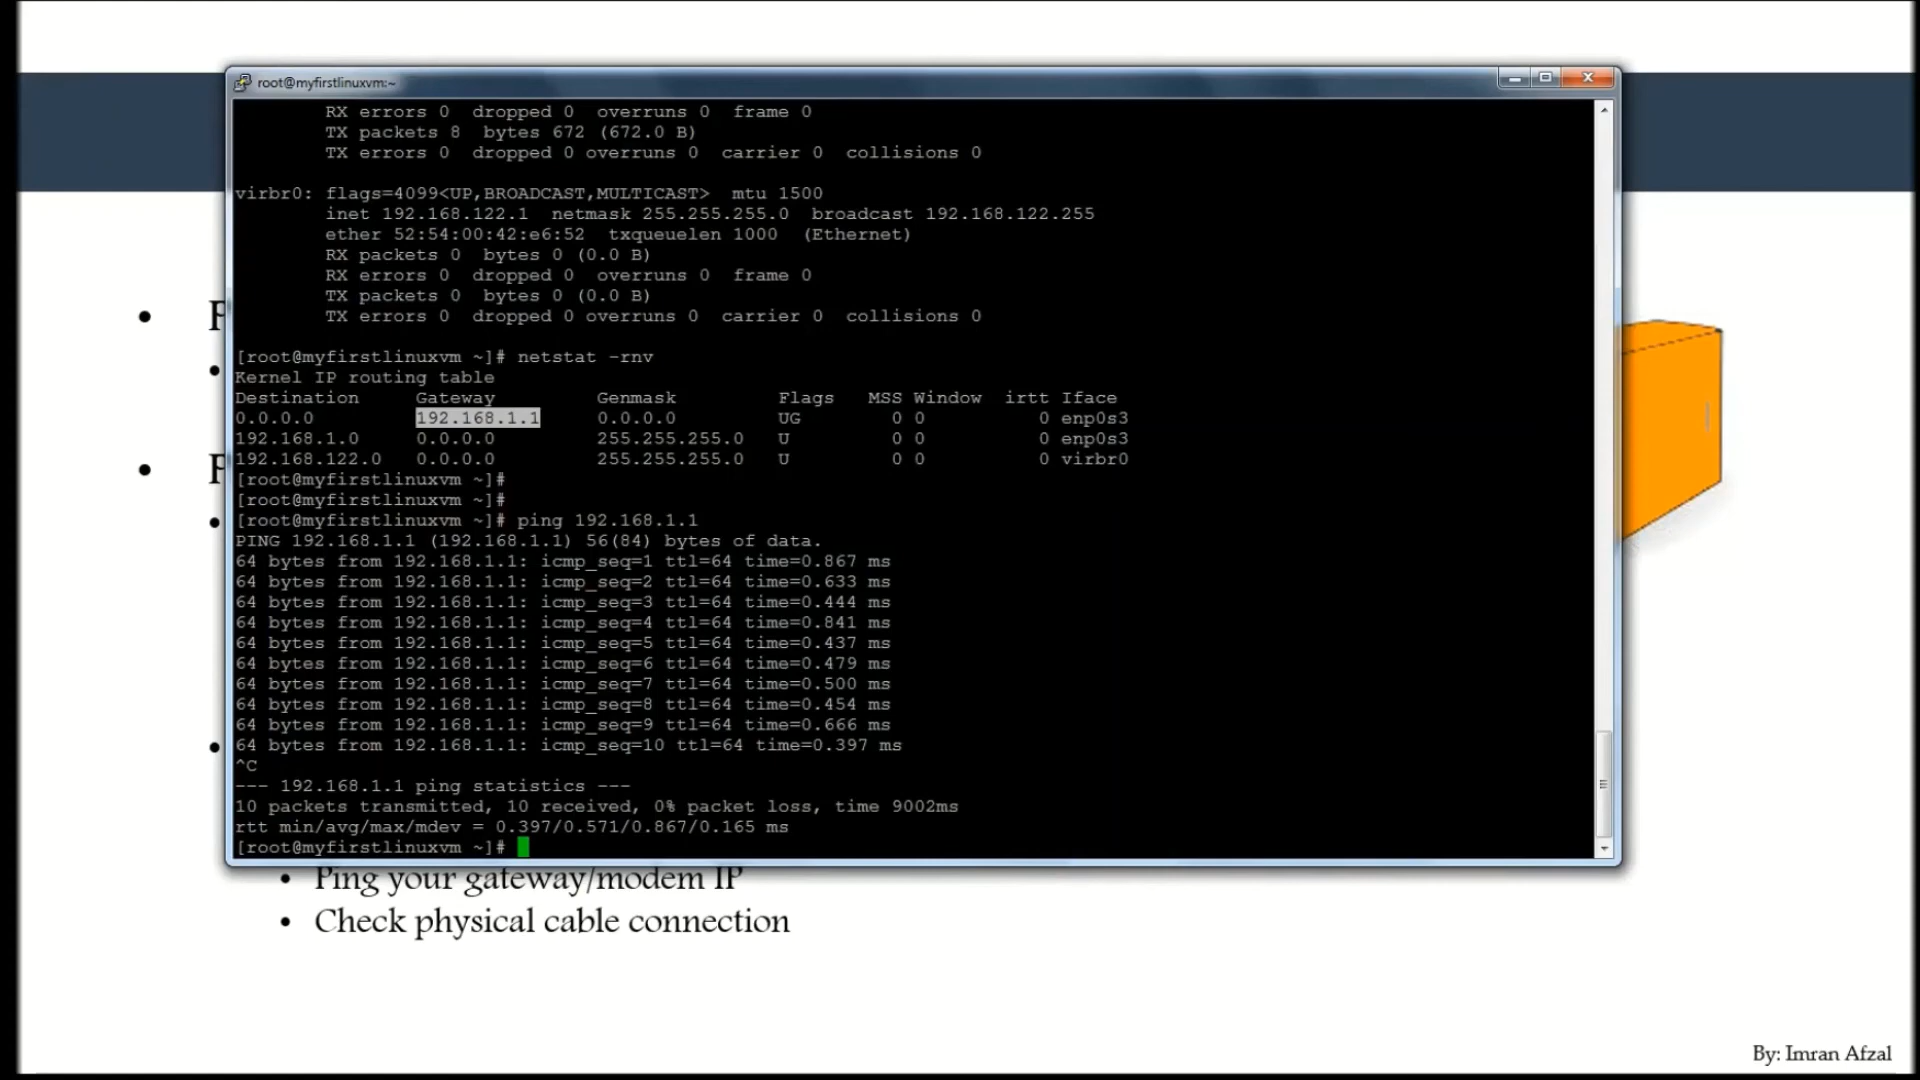 root@myfirstlinuxvm:~
RX errors 0 dropped 0 overruns 0 frame 0
TX packets 8 bytes 672 (672.0 B)
TX errors 0 dropped 0 overruns 0 carrier 0 collisions 0
virbr0: flags=4099<UP,BROADCAST,MULTICAST> mtu 1500
inet 192.168.122.1 netmask 255.255.255.0 broadcast 192.168.122.255
ether 52:54:00:42:e6:52 txqueuelen 1000 (Ethernet)
RX packets 0 bytes 0 (0.0 B)
RX errors 0 dropped 0 overruns 0 frame 0
TX packets 0 bytes 0 (0.0 B)
TX errors 0 dropped 0 overruns 0 carrier 0 collisions 0
[root@myfirstlinuxvm ~]# netstat -rnv
Kernel IP routing table
Destination Gateway Genmask Flags MSS Window irtt Iface
0.0.0.0 192.168.1.1 0.0.0.0 UG 0 0 0 enp0s3
192.168.1.0 0.0.0.0 255.255.255.0 U 0 0 0 enp0s3
192.168.122.0 0.0.0.0 255.255.255.0 U 0 0 0 virbr0
[root@myfirstlinuxvm ~]#
[root@myfirstlinuxvm ~]#
[root@myfirstlinuxvm ~]# ping 192.168.1.1
PING 192.168.1.1 (192.168.1.1) 56(84) bytes of data.
64 bytes from 192.168.1.1: icmp_seq=1 ttl=64 time=0.867 ms
64 bytes from 192.168.1.1: icmp_seq=2 ttl=64 time=0.633 ms
64 bytes from 192.168.1.1: icmp_seq=3 ttl=64 time=0.444 ms
64 bytes from 192.168.1.1: icmp_seq=4 ttl=64 time=0.841 ms
64 bytes from 192.168.1.1: icmp_seq=5 ttl=64 time=0.437 ms
64 bytes from 192.168.1.1: icmp_seq=6 ttl=64 time=0.479 ms
64 bytes from 192.168.1.1: icmp_seq=7 ttl=64 time=0.500 ms
64 bytes from 192.168.1.1: icmp_seq=8 ttl=64 time=0.454 ms
64 bytes from 192.168.1.1: icmp_seq=9 ttl=64 time=0.666 ms
64 bytes from 192.168.1.1: icmp_seq=10 ttl=64 time=0.397 ms
^C
--- 192.168.1.1 ping statistics ---
10 packets transmitted, 10 received, 0% packet loss, time 9002ms
rtt min/avg/max/mdev = 0.397/0.571/0.867/0.165 ms
[root@myfirstlinuxvm ~]#
• Ping your gateway/modem IP
• Check physical cable connection
By: Imran Afzal